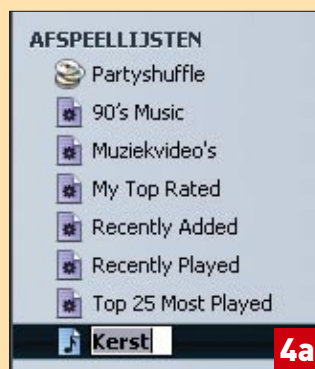 AFSPEELLIJSTEN
Partyshuffle
90's Music
Muziekvideo's
My Top Rated
Recently Added
Recently Played
Top 25 Most Played
Kerst
4a